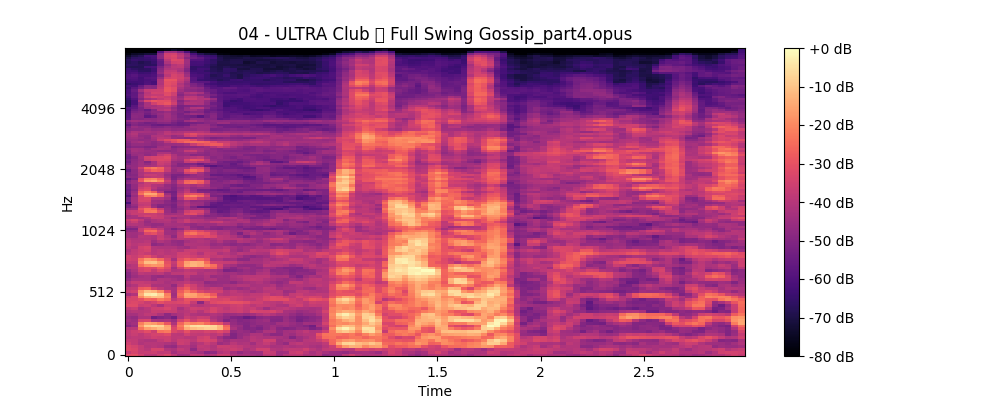 04 - ULTRA Club  Full Swing Gossip_part4.opus
Hz
4096
2048
1024
512
0
0 0.5 1 1.5 2 2.5
Time
+0 dB
-10 dB
-20 dB
-30 dB
-40 dB
-50 dB
-60 dB
-70 dB
-80 dB